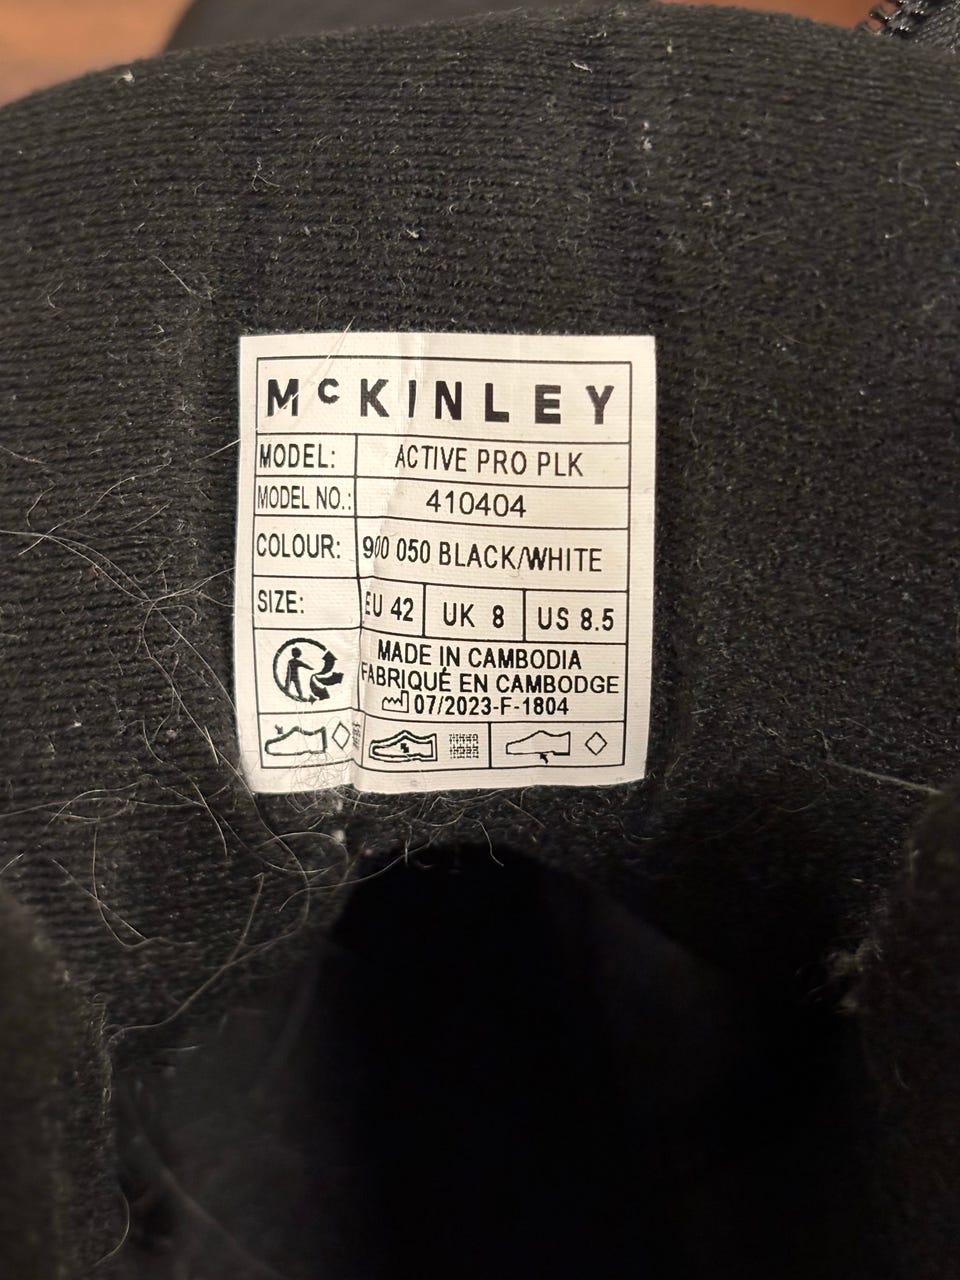 McKINLEY
MODEL: ACTIVE PRO PLK
MODEL NO.: 410404
COLOUR: 900 050 BLACK/WHITE
SIZE: EU 42 UK 8 US 8.5
MADE IN CAMBODIA
FABRIQUÉ EN CAMBODGE
07/2023-F-1804